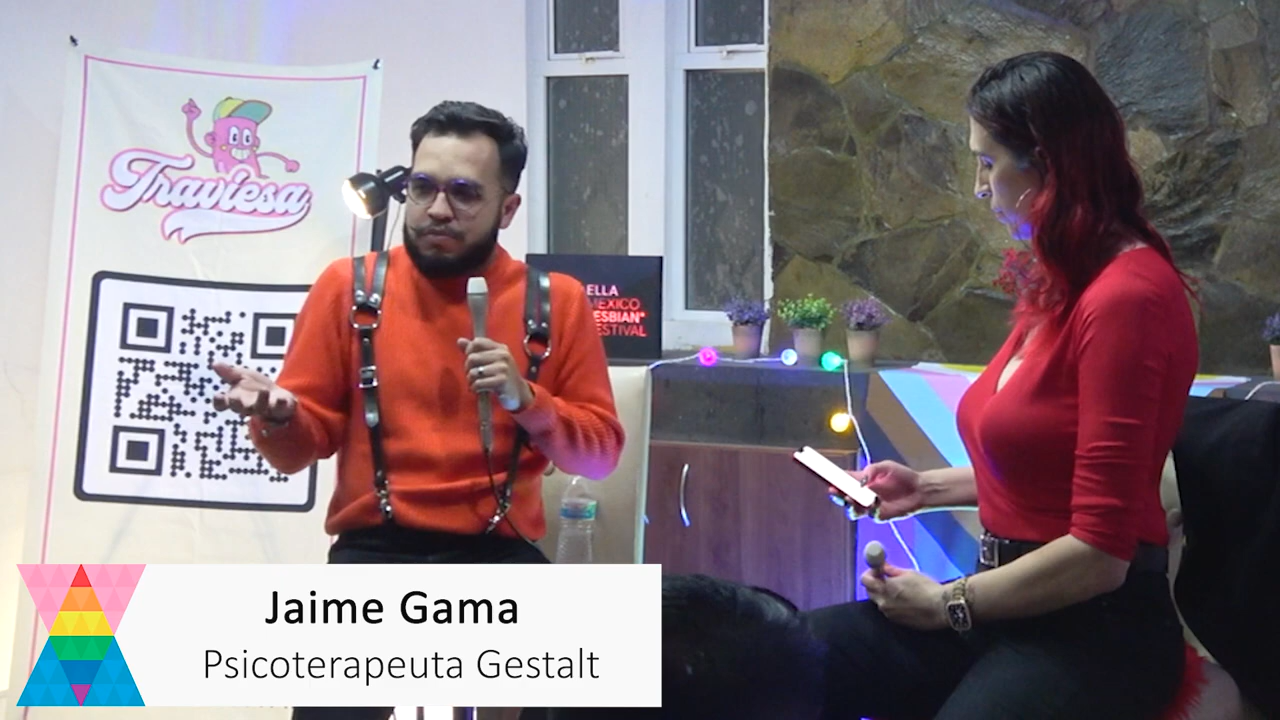 Traviesa
ELLA
MEXICO
LESBIAN*
FESTIVAL
Jaime Gama
Psicoterapeuta Gestalt